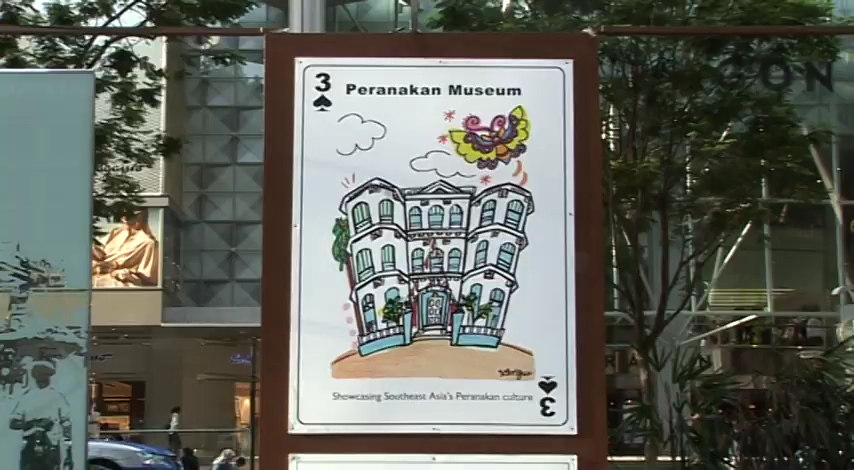 3
Peranakan Museum
Showcasing Southeast Asia's Peranakan culture
3